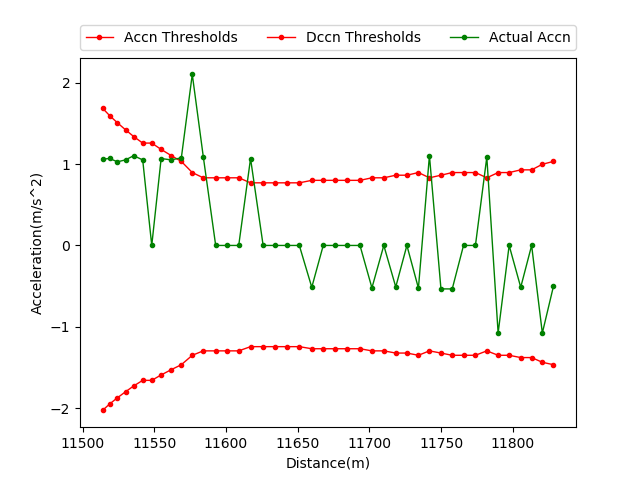 Accn Thresholds Dccn Thresholds Actual Accn
2
1
0
−1
−2
Acceleration(m/s^2)
11500 11550 11600 11650 11700 11750 11800
Distance(m)